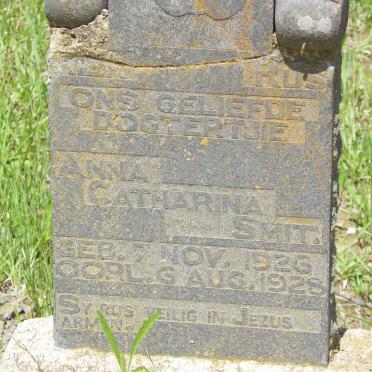 RUS
ONS GELIEFDE
DOGTERTJIE
ANNA
CATHARINA
SMIT.
GEB. 7 NOV. 1926
OORL. 6 AUG. 1928
SY RUS VEILIG IN JEZUS
ARMEN.